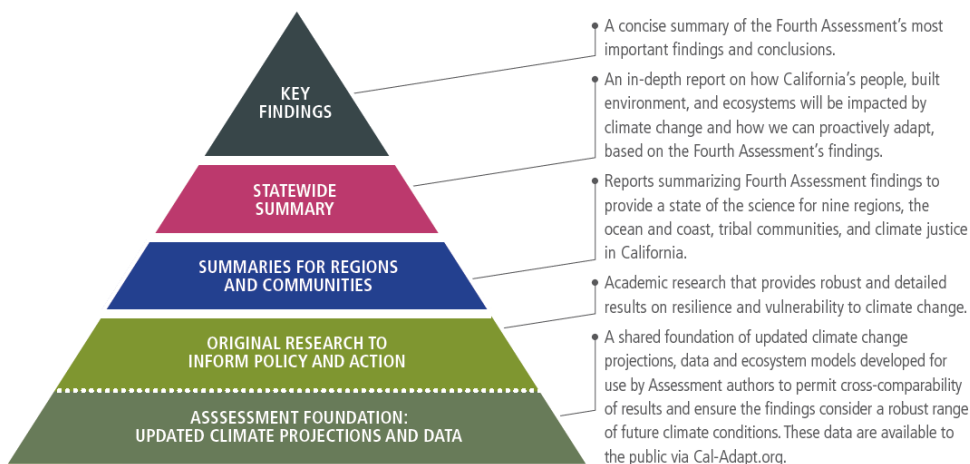 KEY
FINDINGS
A concise summary of the Fourth Assessment's most
important findings and conclusions.
STATEWIDE
SUMMARY
An in-depth report on how California's people, built
environment, and ecosystems will be impacted by
climate change and how we can proactively adapt,
based on the Fourth Assessment's findings.
SUMMARIES FOR REGIONS
AND COMMUNITIES
Reports summarizing Fourth Assessment findings to
provide a state of the science for nine regions, the
ocean and coast, tribal communities, and climate justice
in California.
ORIGINAL RESEARCH TO
INFORM POLICY AND ACTION
Academic research that provides robust and detailed
results on resilience and vulnerability to climate change.
ASSSESSMENT FOUNDATION:
UPDATED CLIMATE PROJECTIONS AND DATA
A shared foundation of updated climate change
projections, data and ecosystem models developed for
use by Assessment authors to permit cross-comparability
of results and ensure the findings consider a robust range
of future climate conditions. These data are available to
the public via Cal-Adapt.org.